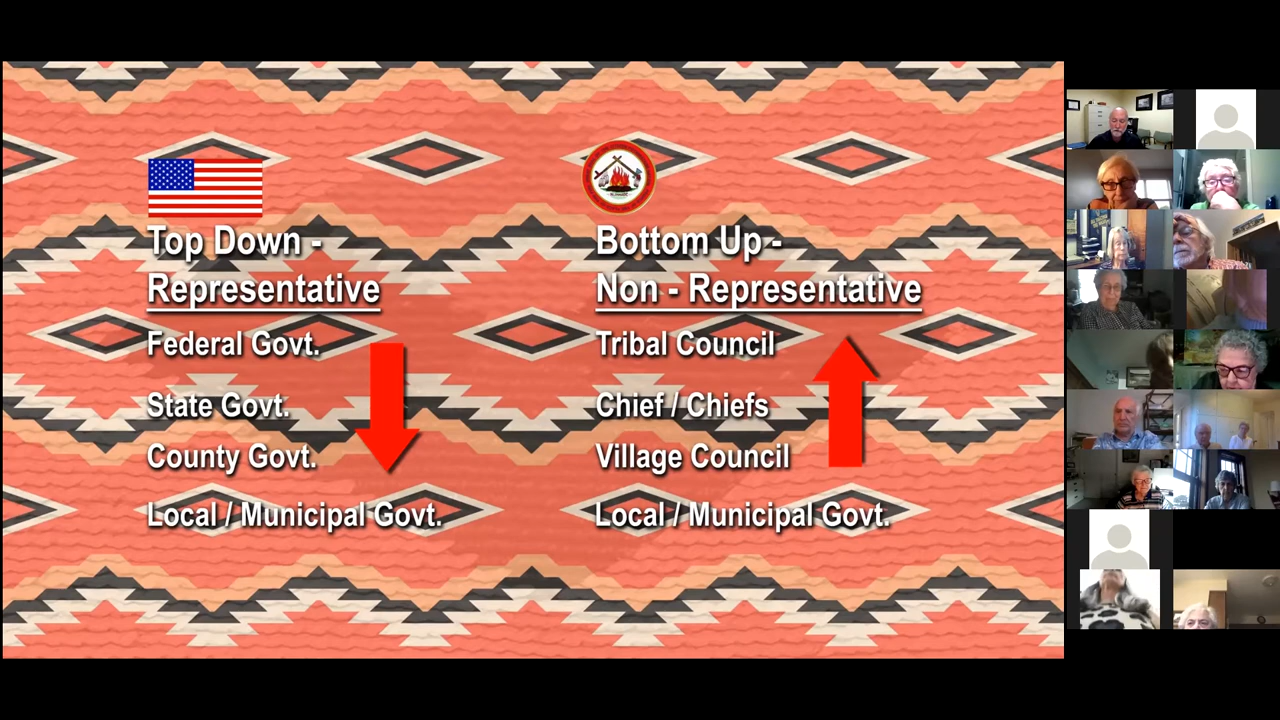 Top Down -
Representative
Federal Govt.
State Govt.
County Govt.
Local / Municipal Govt.
Bottom Up -
Non - Representative
Tribal Council
Chief / Chiefs
Village Council
Local / Municipal Govt.